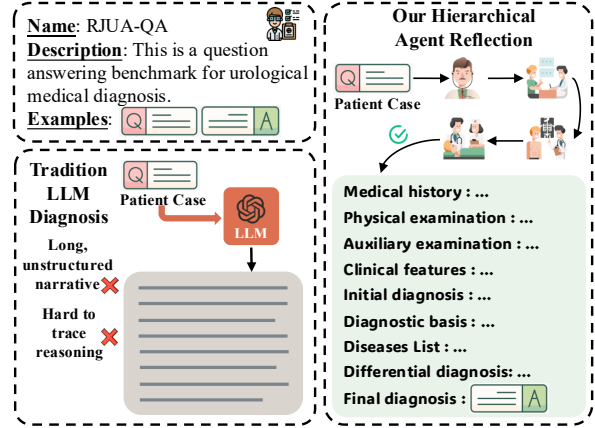 Name: RJUA-QA
Description: This is a question
answering benchmark for urological
medical diagnosis.
Examples: Q A
Tradition
LLM
Diagnosis
Q
Patient Case
LLM
Long,
unstructured
narrative
Hard to
trace
reasoning
Our Hierarchical
Agent Reflection
Q
Patient Case
Medical history : ...
Physical examination : ...
Auxiliary examination : ...
Clinical features : ...
Initial diagnosis : ...
Diagnostic basis : ...
Diseases List : ...
Differential diagnosis: ...
Final diagnosis : A